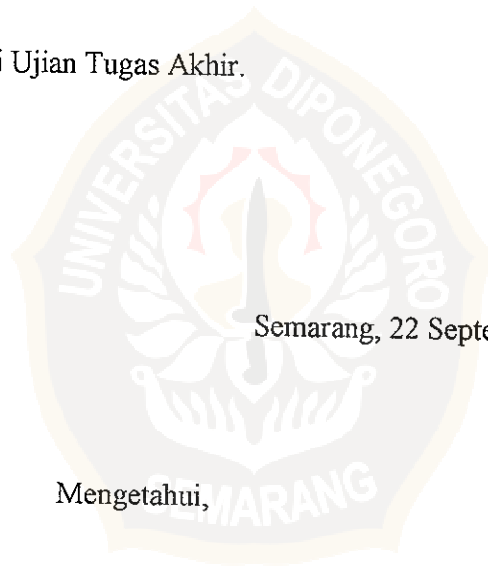 i Ujian Tugas Akhir.
UNIVERSITAS DIPONEGORO
Semarang, 22 Septe
Mengetahui,
SEMARANG